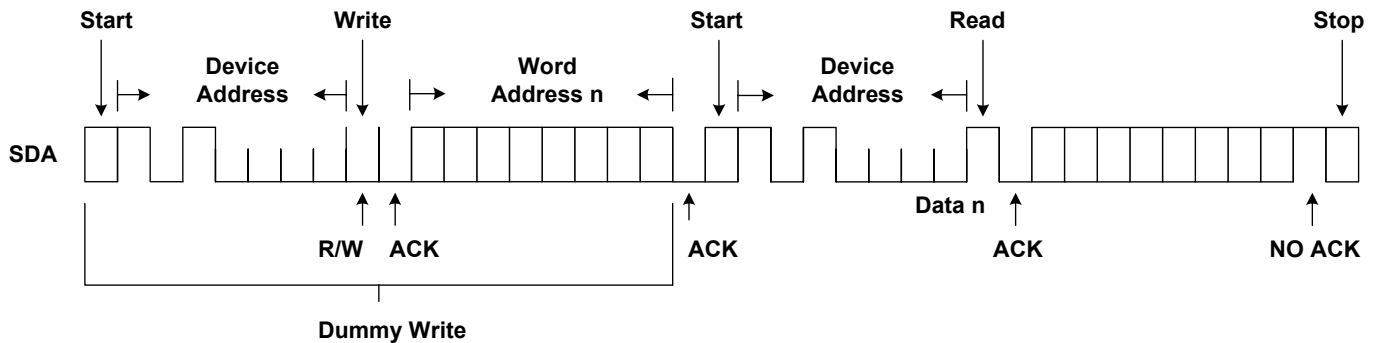 Start
Write
Start
Read
Stop
Device
Address
Word
Address n
Device
Address
SDA
Data n
R/W
ACK
ACK
ACK
NO ACK
Dummy Write